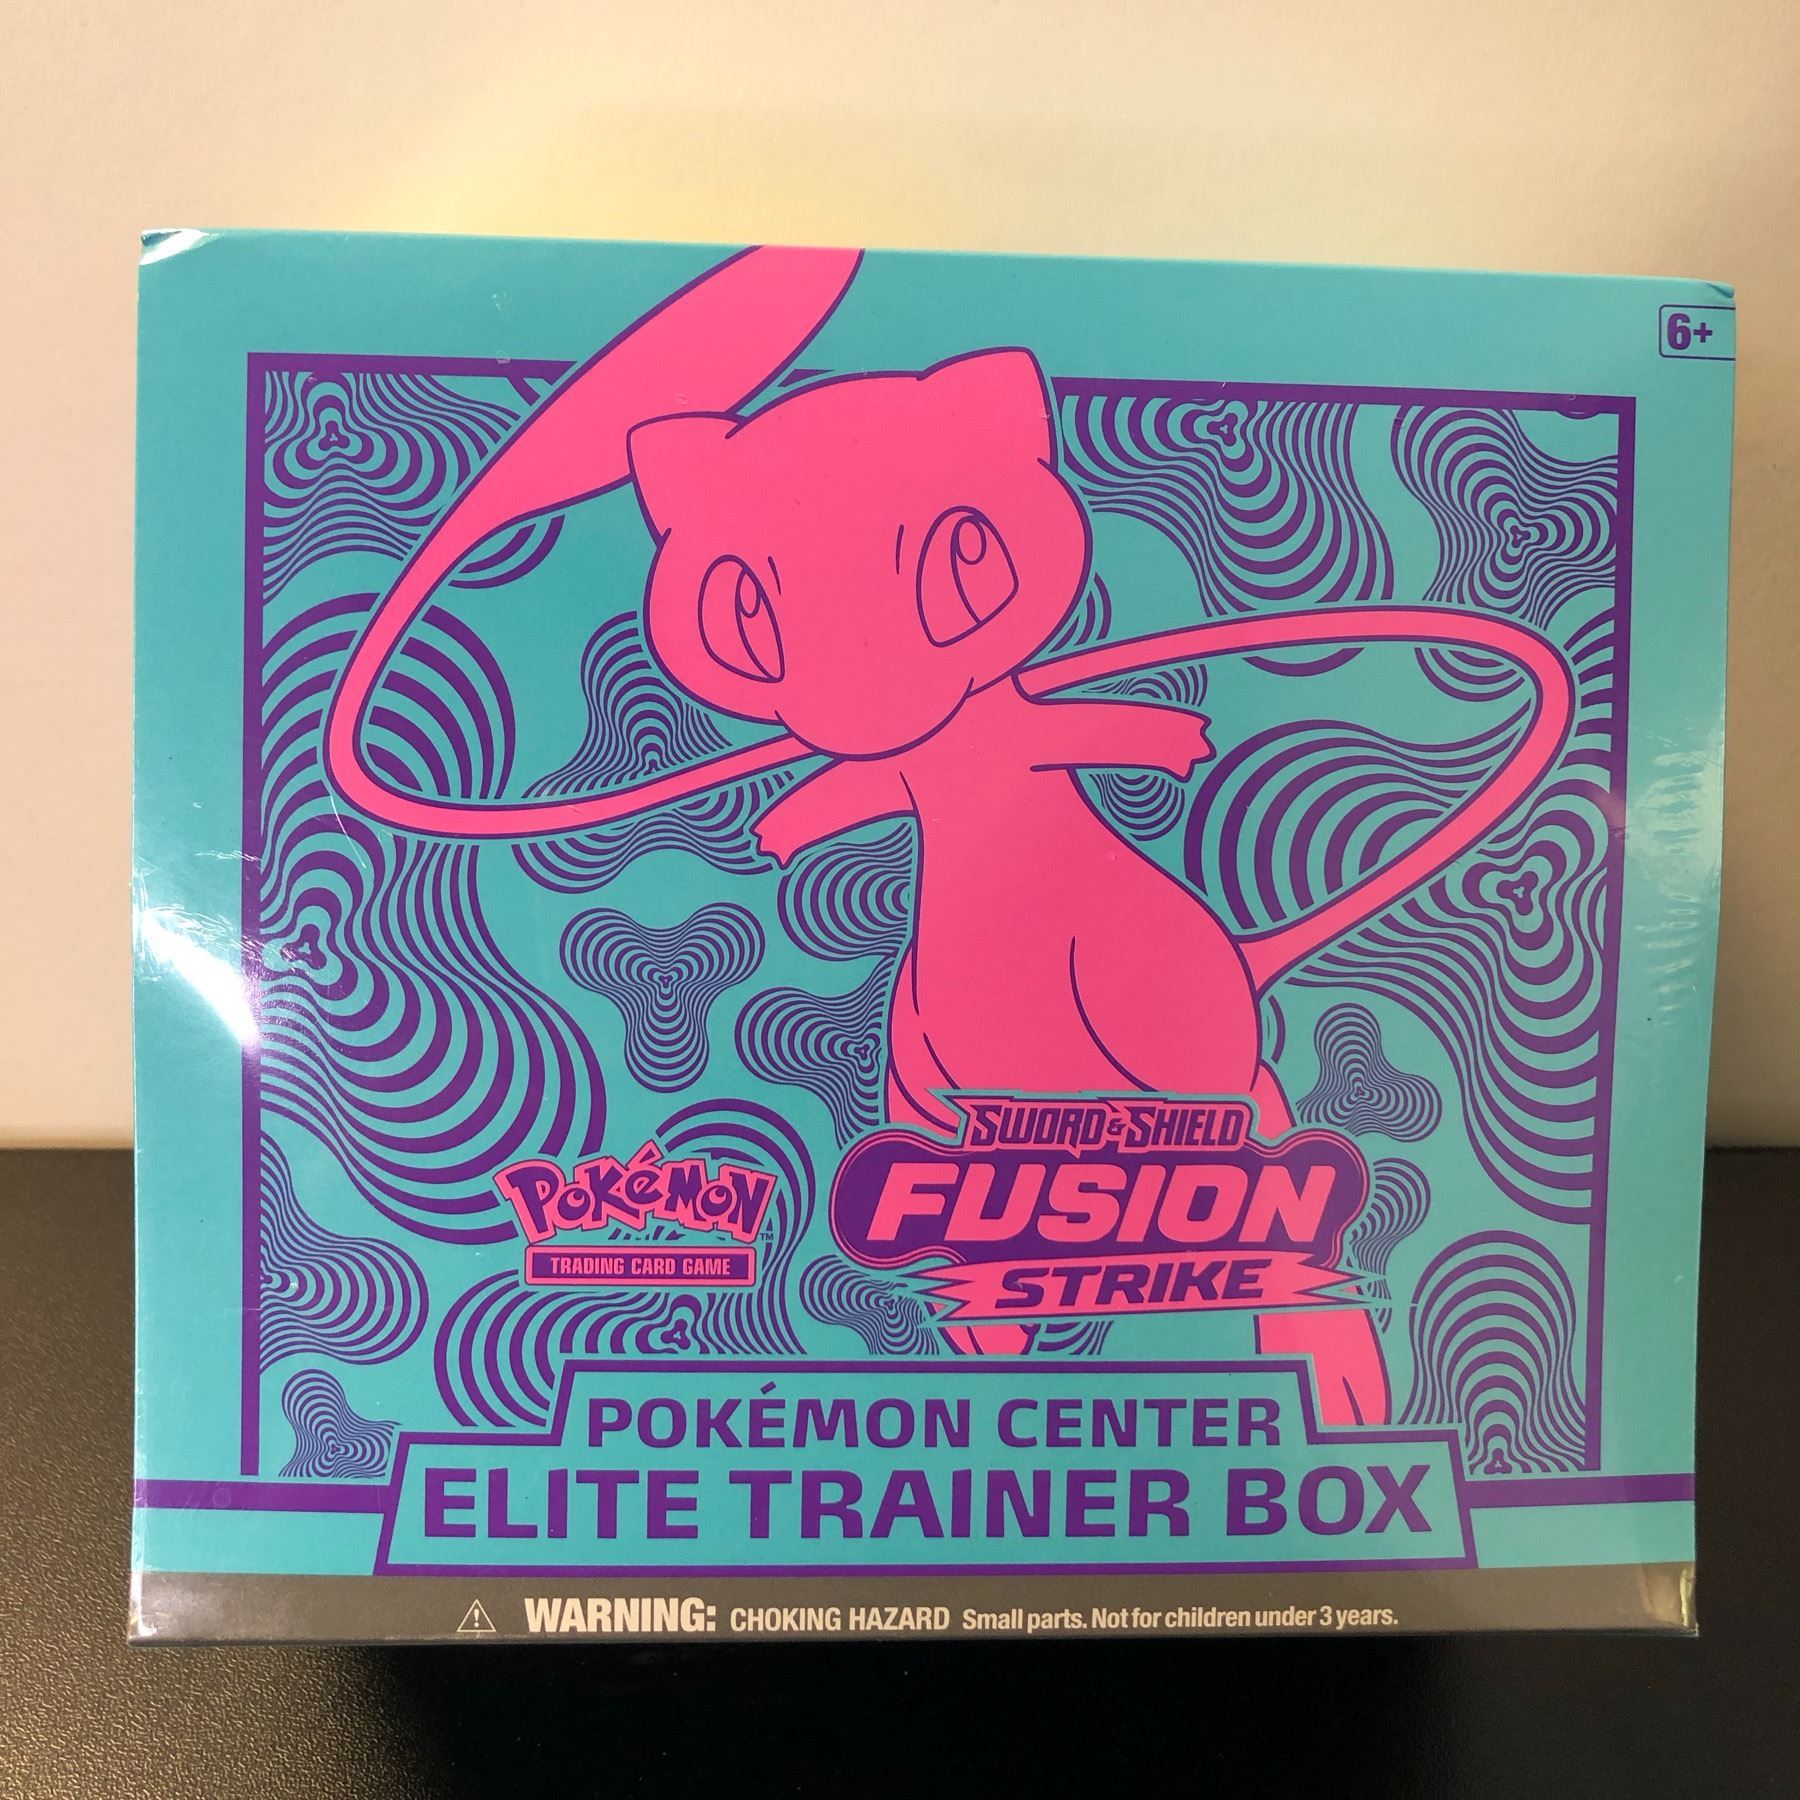 6+
SWORD & SHIELD
FUSION
STRIKE
POKéMON™
TRADING CARD GAME
POKÉMON CENTER
ELITE TRAINER BOX
⚠ WARNING: CHOKING HAZARD Small parts. Not for children under 3 years.